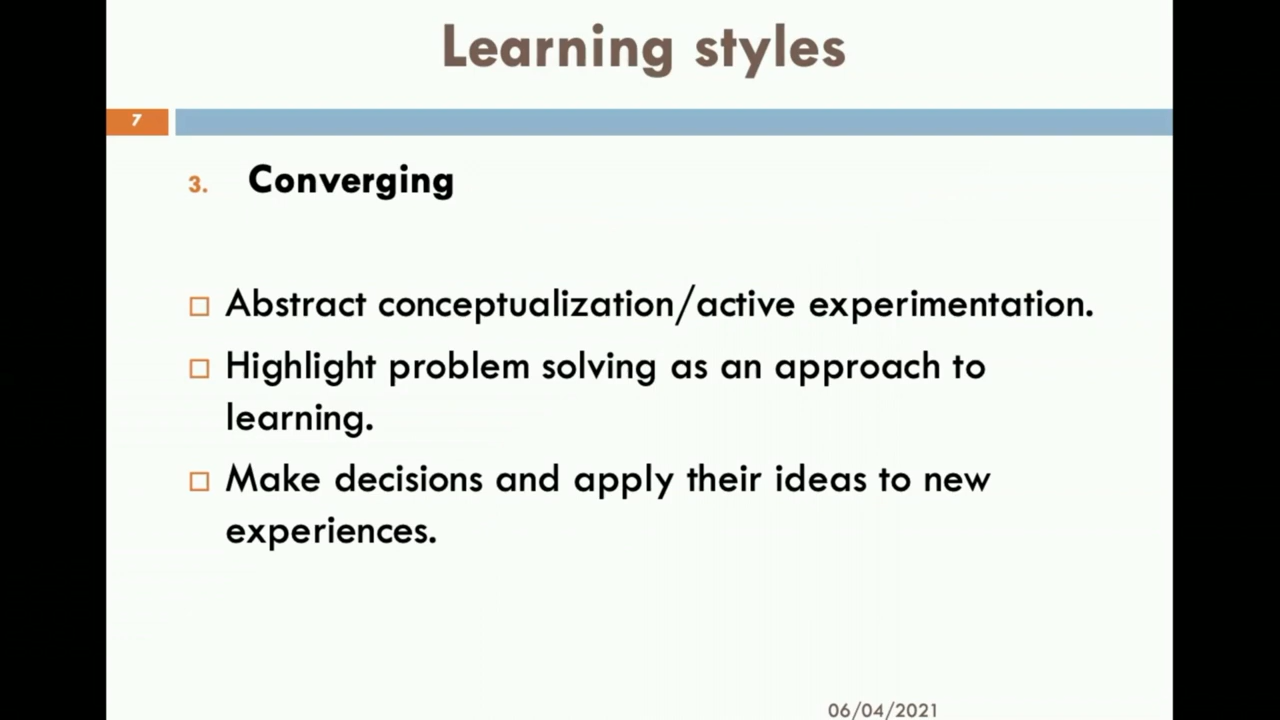 Learning styles
7
3. Converging
Abstract conceptualization/active experimentation.
Highlight problem solving as an approach to
learning.
Make decisions and apply their ideas to new
experiences.
06/04/2021